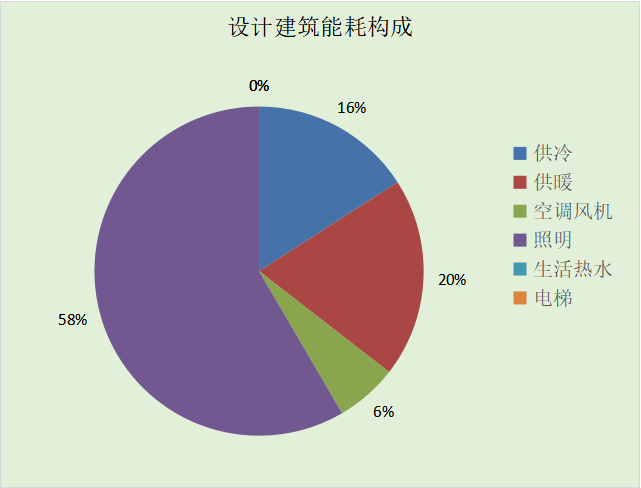 设计建筑能耗构成
0%
16%
供冷
供暖
空调风机
照明
生活热水
电梯
20%
58%
6%